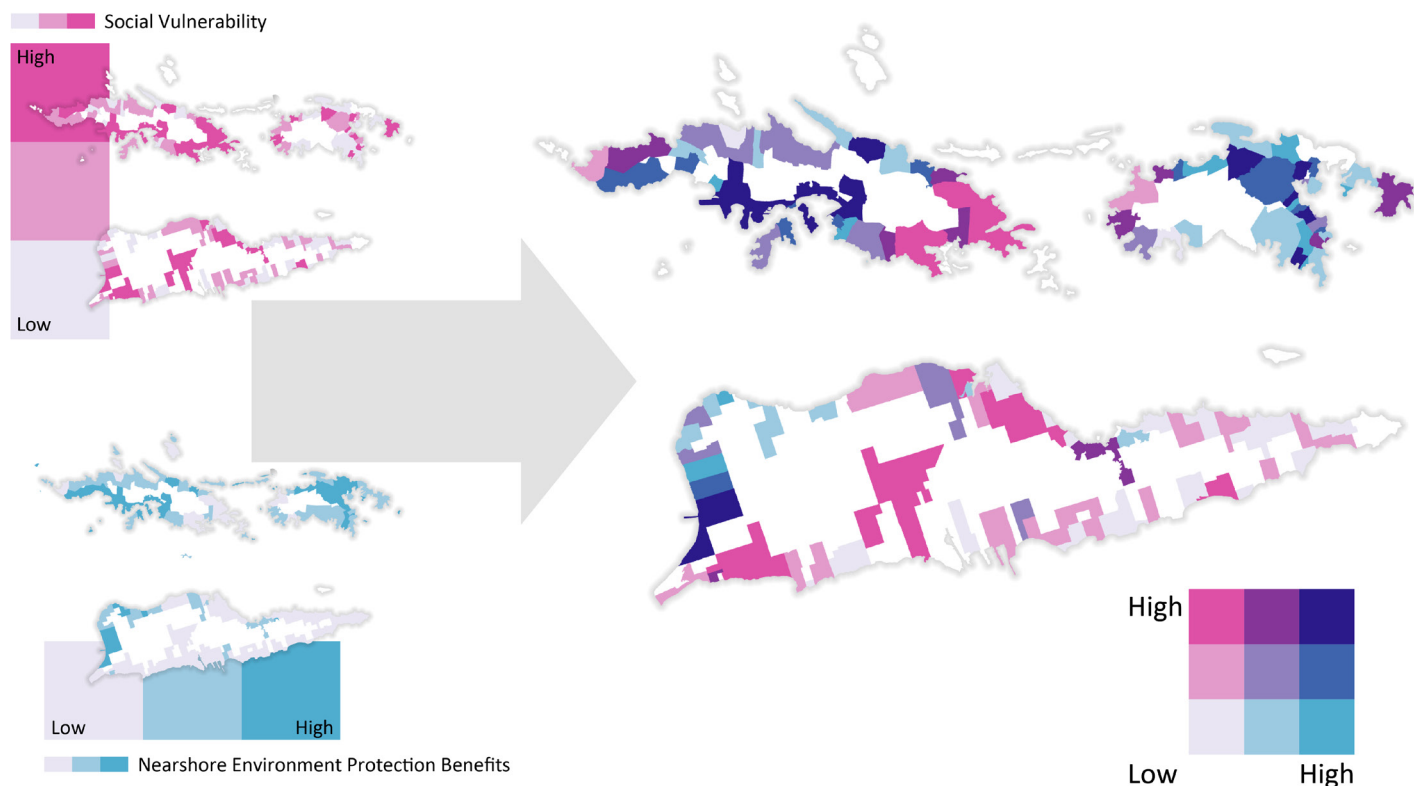 Social Vulnerability
High
Low
Low
High
Nearshore Environment Protection Benefits
High
Low
High